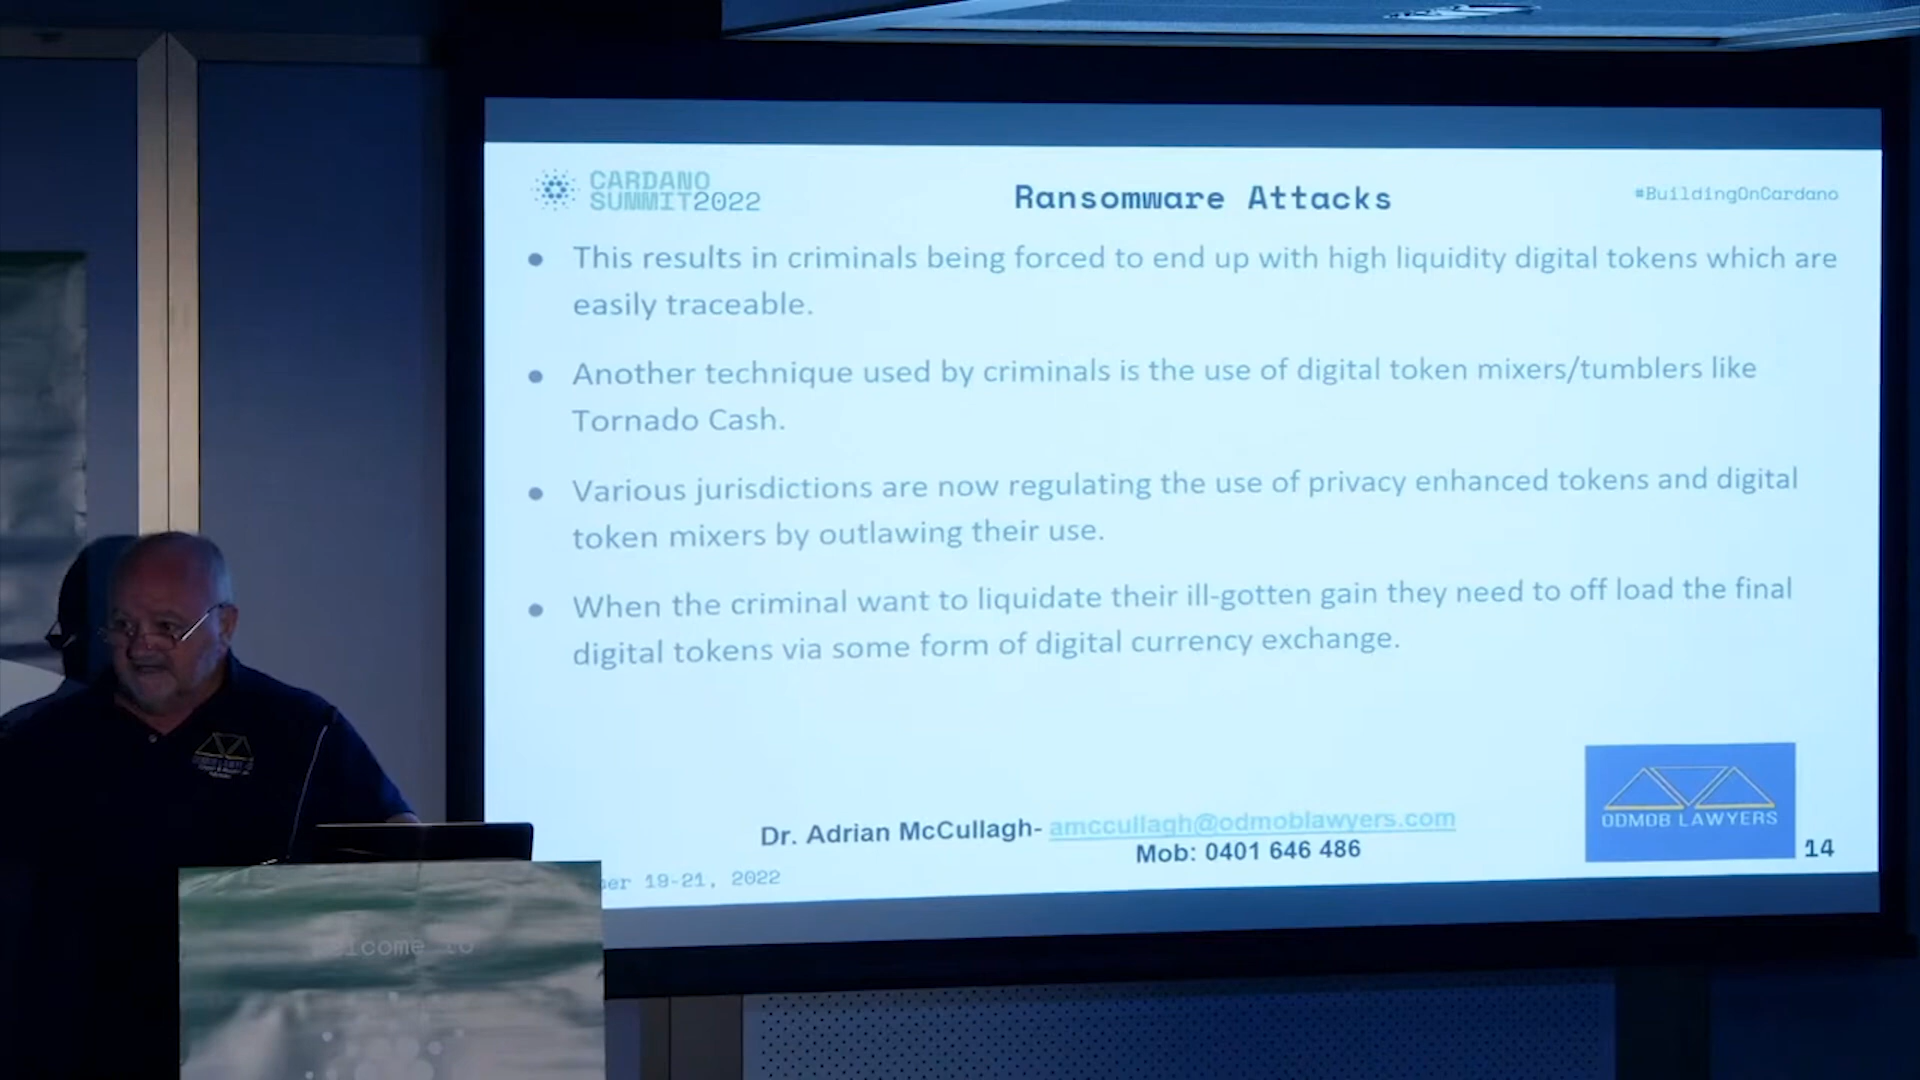 CARDANO
SUMMIT2022
Ransomware Attacks
#BuildingOnCardano
This results in criminals being forced to end up with high liquidity digital tokens which are
easily traceable.
Another technique used by criminals is the use of digital token mixers/tumblers like
Tornado Cash.
Various jurisdictions are now regulating the use of privacy enhanced tokens and digital
token mixers by outlawing their use.
When the criminal want to liquidate their ill-gotten gain they need to off load the final
digital tokens via some form of digital currency exchange.
Dr. Adrian McCullagh- amccullagh@odmoblawyers.com
Mob: 0401 646 486
ODMOB LAWYERS
14
19-21, 2022
ODMOB LAWYERS
to